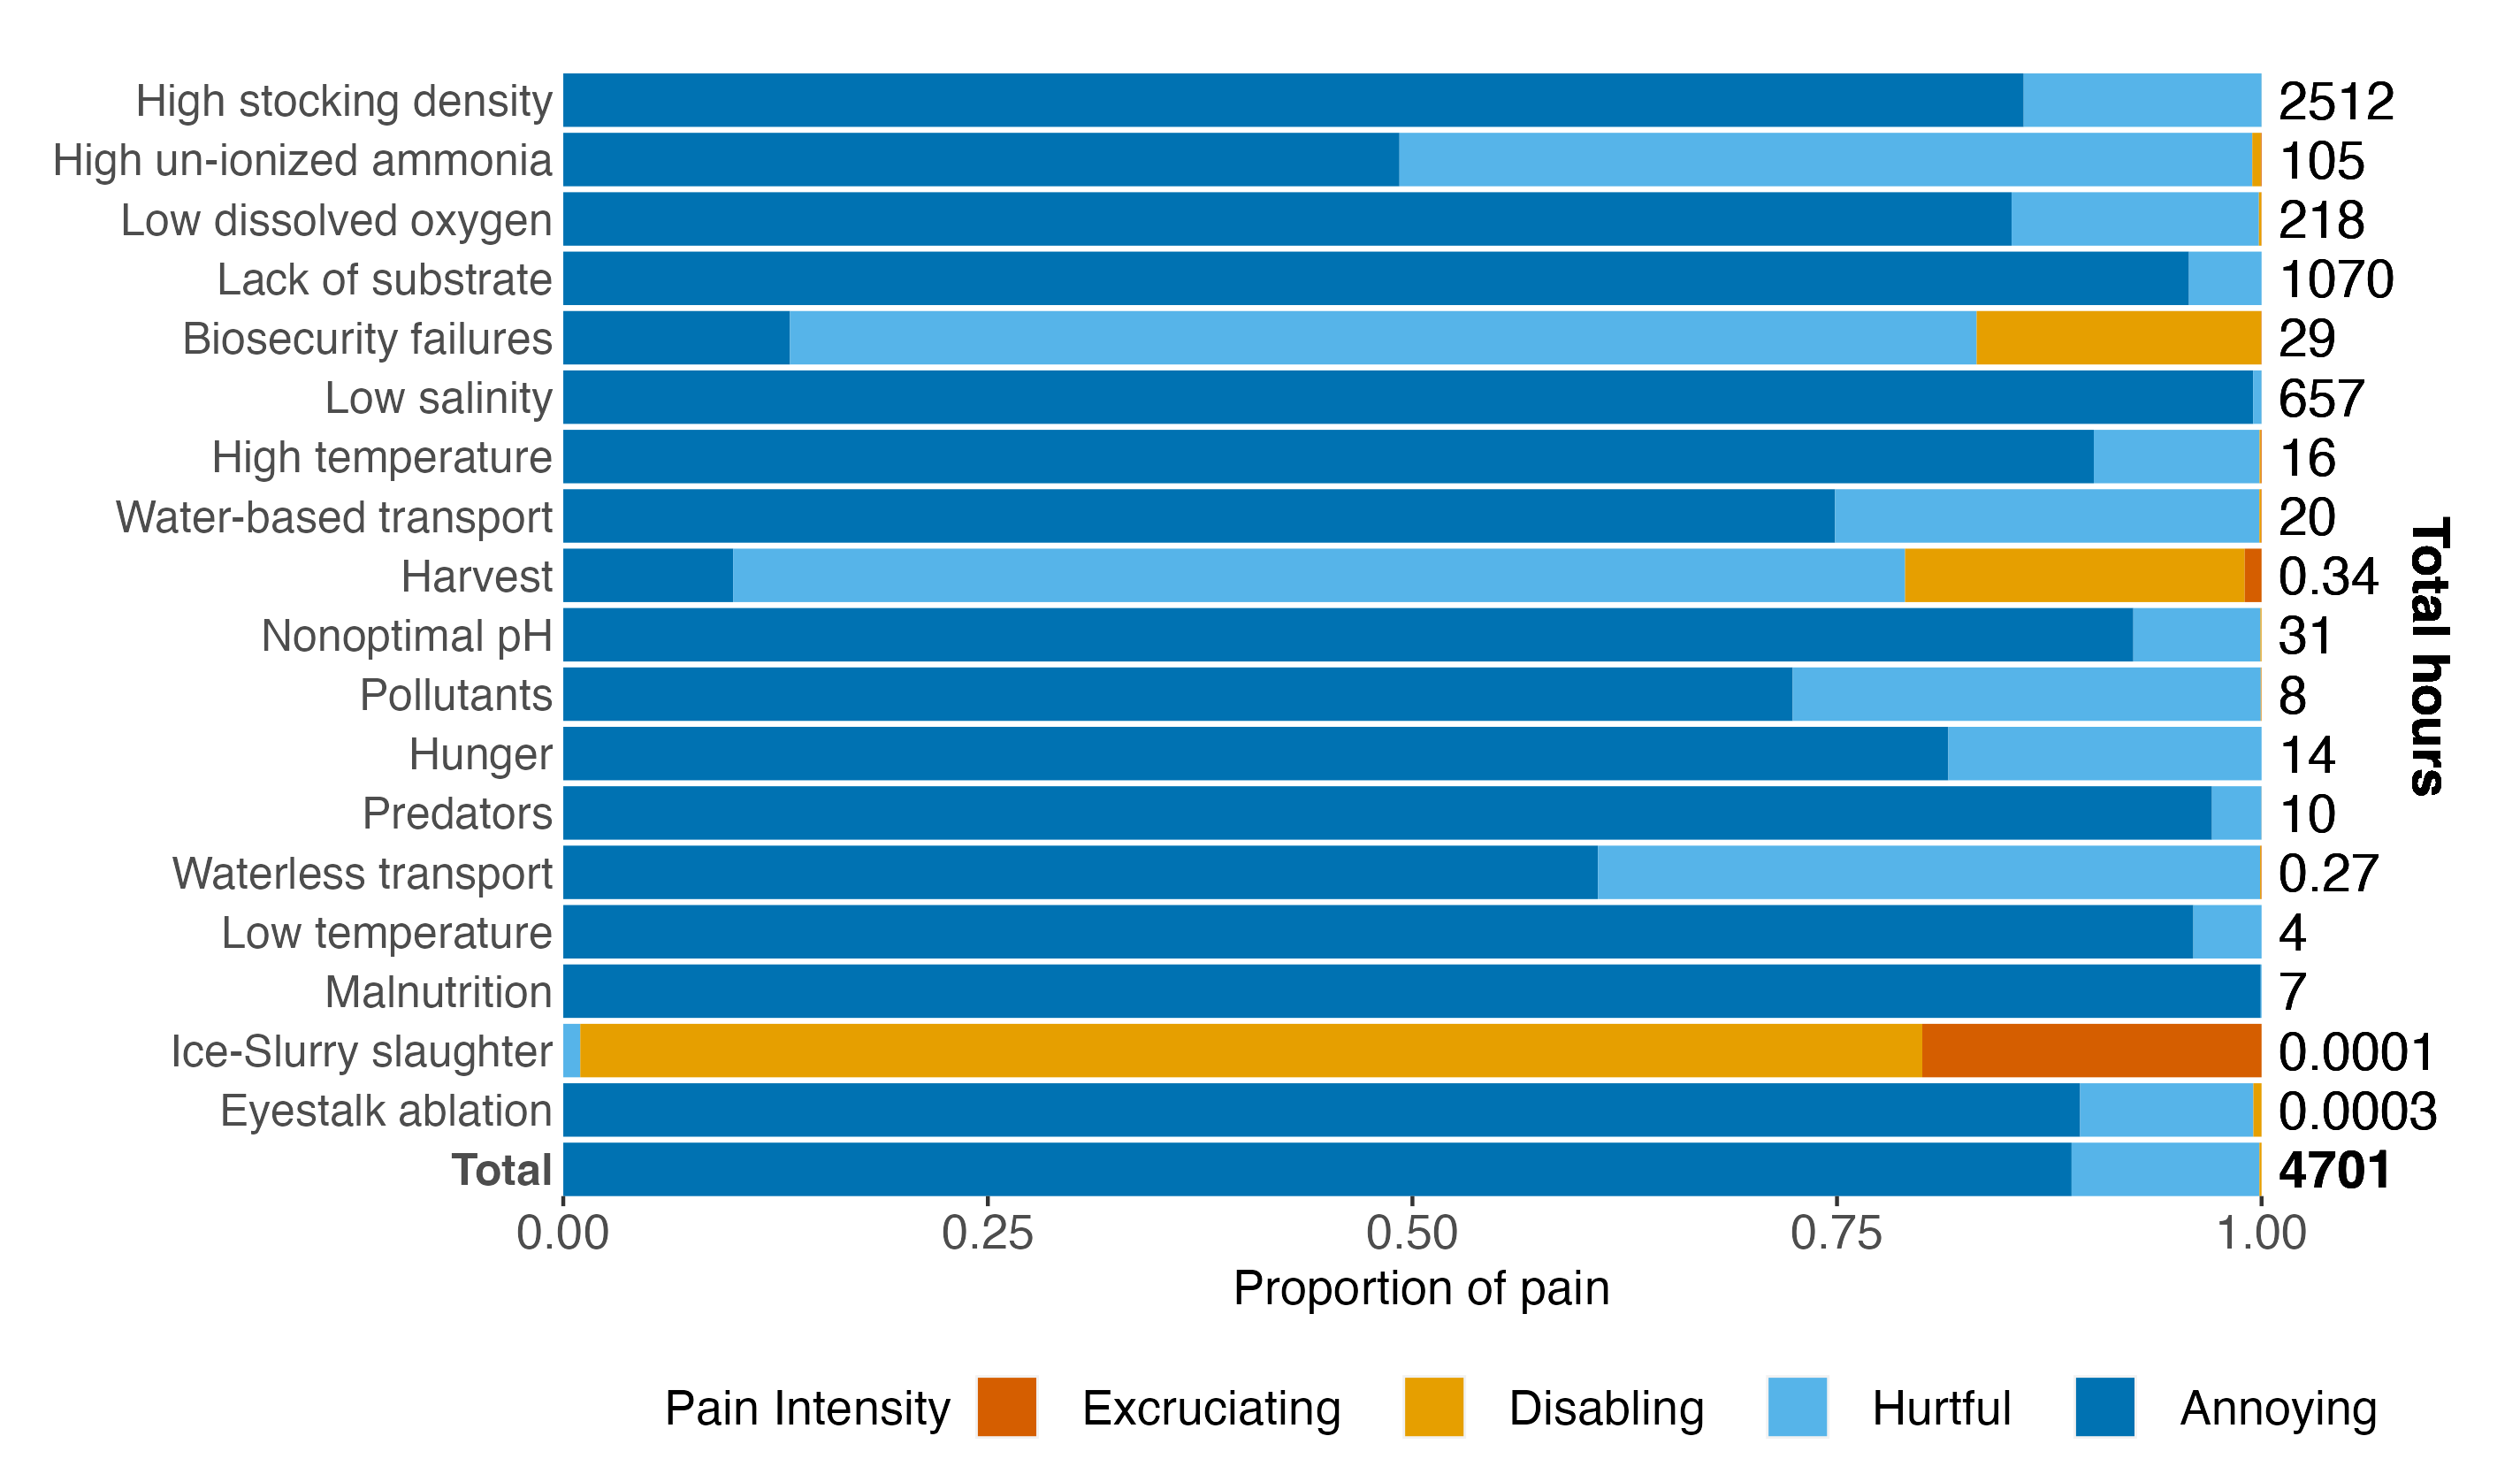 High stocking density 2512
High un-ionized ammonia 105
Low dissolved oxygen 218
Lack of substrate 1070
Biosecurity failures 29
Low salinity 657
High temperature 16
Water-based transport 20
Harvest 0.34
Nonoptimal pH 31
Pollutants 8
Hunger 14
Predators 10
Waterless transport 0.27
Low temperature 4
Malnutrition 7
Ice-Slurry slaughter 0.0001
Eyestalk ablation 0.0003
Total 4701
Total hours
0.00 0.25 0.50 0.75 1.00
Proportion of pain
Pain Intensity Excruciating Disabling Hurtful Annoying